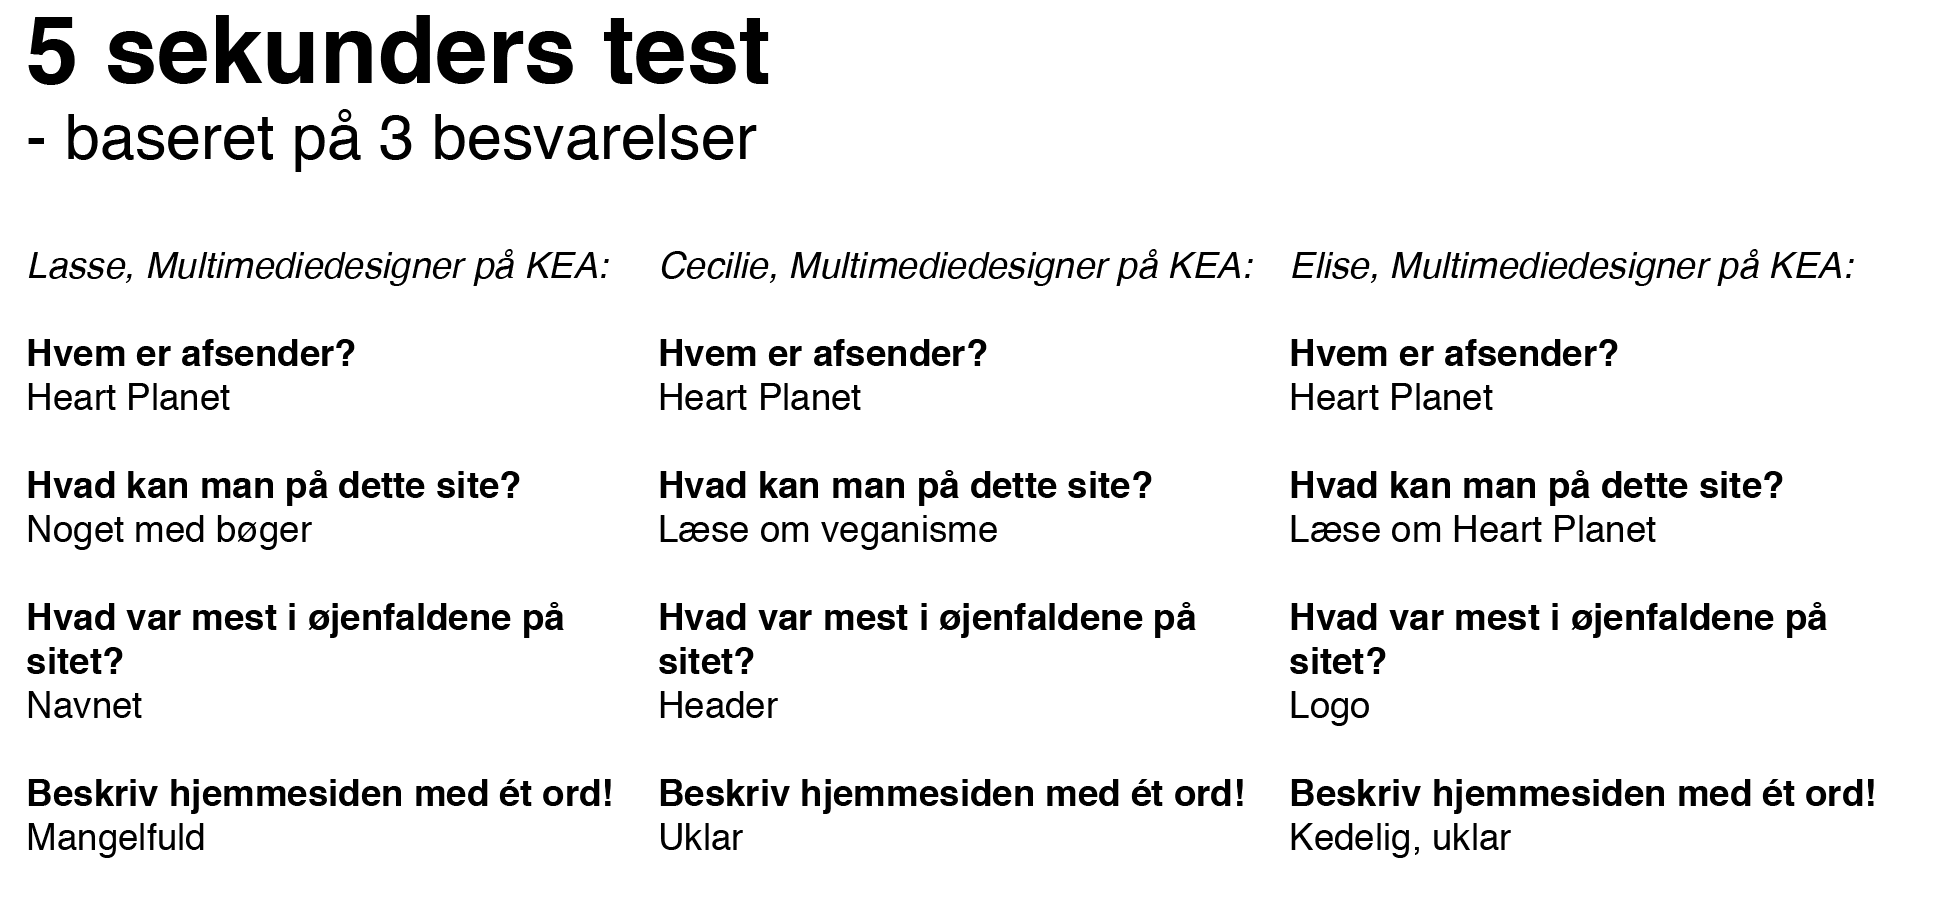 5 sekunders test
- baseret på 3 besvarelser
Lasse, Multimediedesigner på KEA:
Hvem er afsender?
Heart Planet
Hvad kan man på dette site?
Noget med bøger
Hvad var mest i øjenfaldene på
sitet?
Navnet
Beskriv hjemmesiden med ét ord!
Mangelfuld
Cecilie, Multimediedesigner på KEA:
Hvem er afsender?
Heart Planet
Hvad kan man på dette site?
Læse om veganisme
Hvad var mest i øjenfaldene på
sitet?
Header
Beskriv hjemmesiden med ét ord!
Uklar
Elise, Multimediedesigner på KEA:
Hvem er afsender?
Heart Planet
Hvad kan man på dette site?
Læse om Heart Planet
Hvad var mest i øjenfaldene på
sitet?
Logo
Beskriv hjemmesiden med ét ord!
Kedelig, uklar